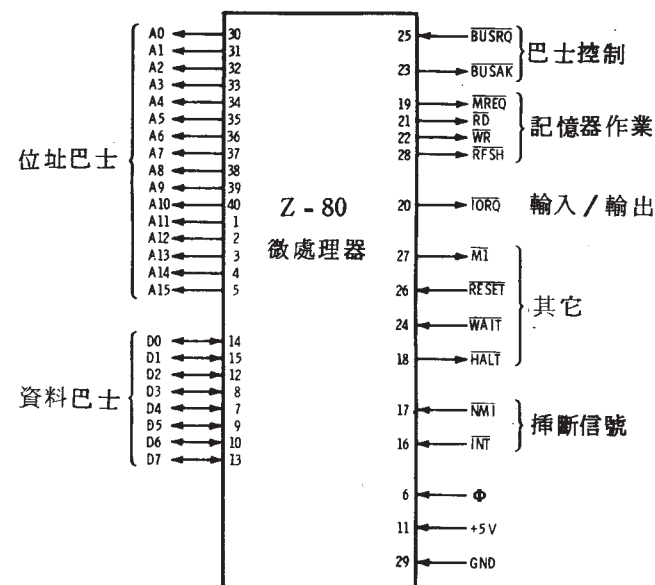 位址巴士
A0 30
A1 31
A2 32
A3 33
A4 34
A5 35
A6 36
A7 37
A8 38
A9 39
A10 40
A11 1
A12 2
A13 3
A14 4
A15 5
資料巴士
D0 14
D1 15
D2 12
D3 8
D4 7
D5 9
D6 10
D7 13
Z-80
微處理器
25 BUSRQ
23 BUSAK
巴士控制
19 MREQ
21 RD
22 WR
28 RFSH
記憶器作業
20 IORQ 輸入/輸出
27 M1
26 RESET
24 WAIT
18 HALT
其它
17 NMI
16 INT
挿斷信號
6 Φ
11 +5V
29 GND